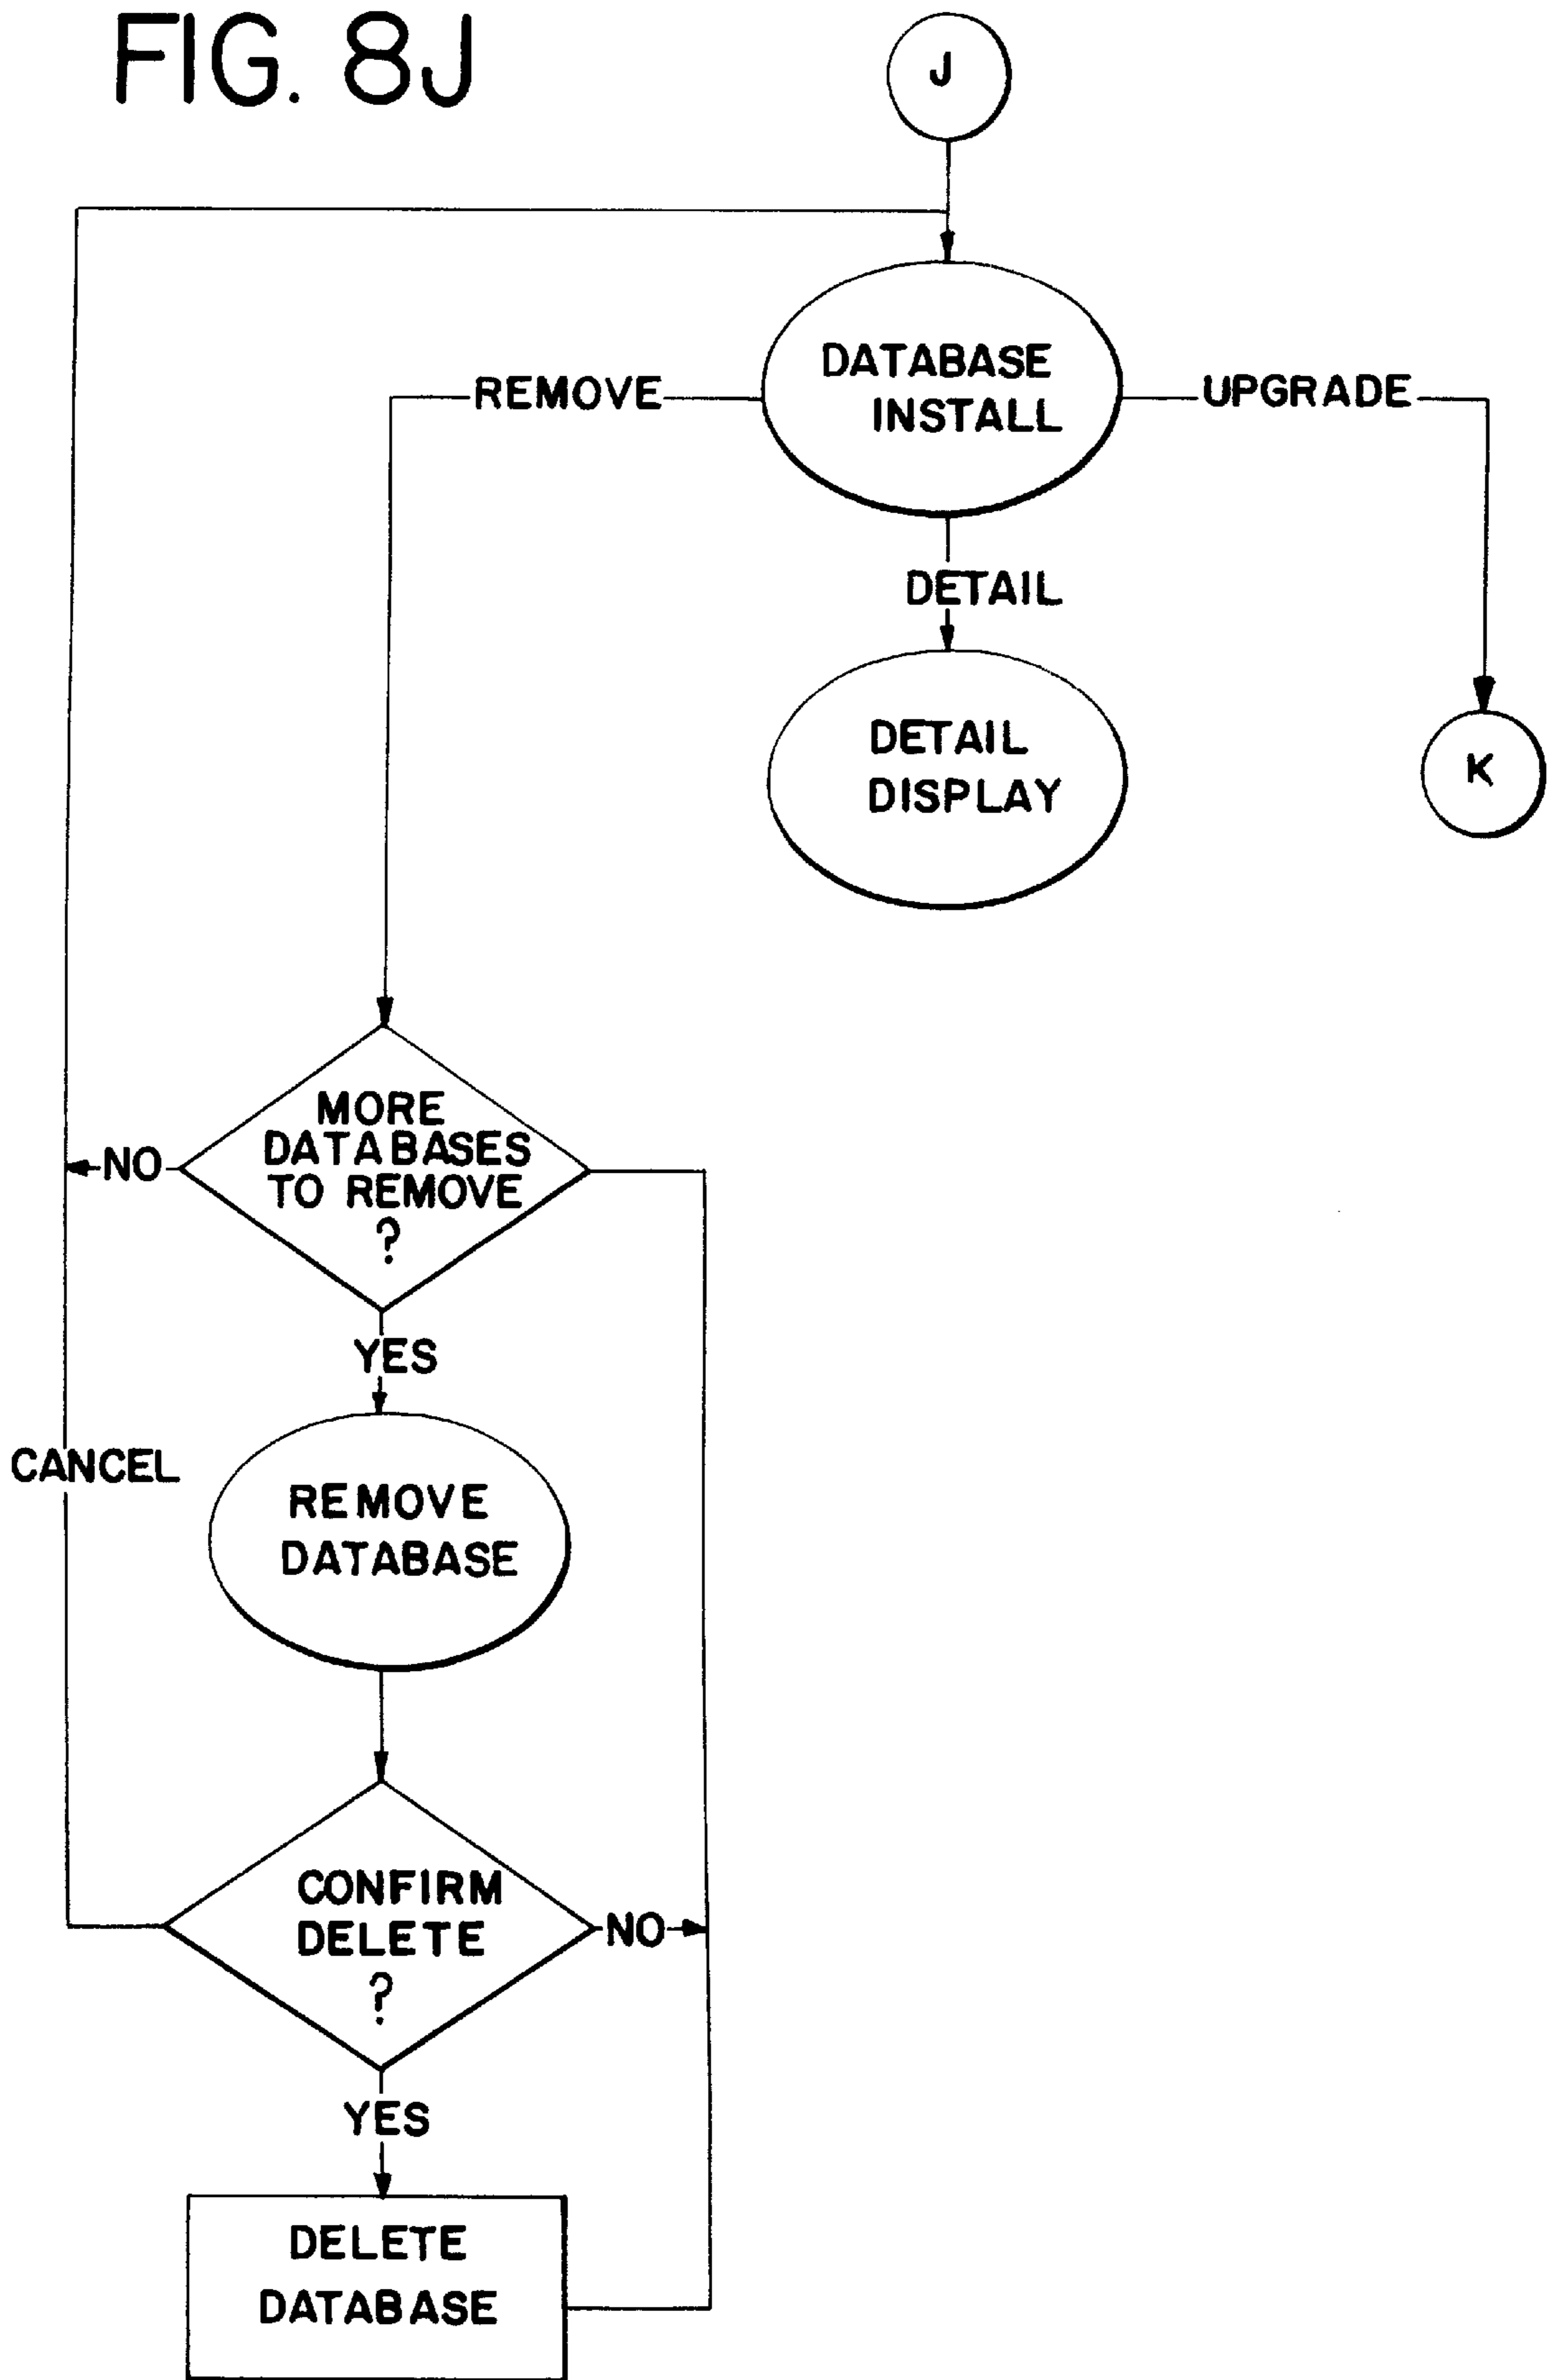 FIG. 8J
J
DATABASE
INSTALL
REMOVE
UPGRADE
DETAIL
DETAIL
DISPLAY
K
MORE
DATABASES
TO REMOVE
?
NO
YES
CANCEL
REMOVE
DATABASE
CONFIRM
DELETE
?
NO
YES
DELETE
DATABASE